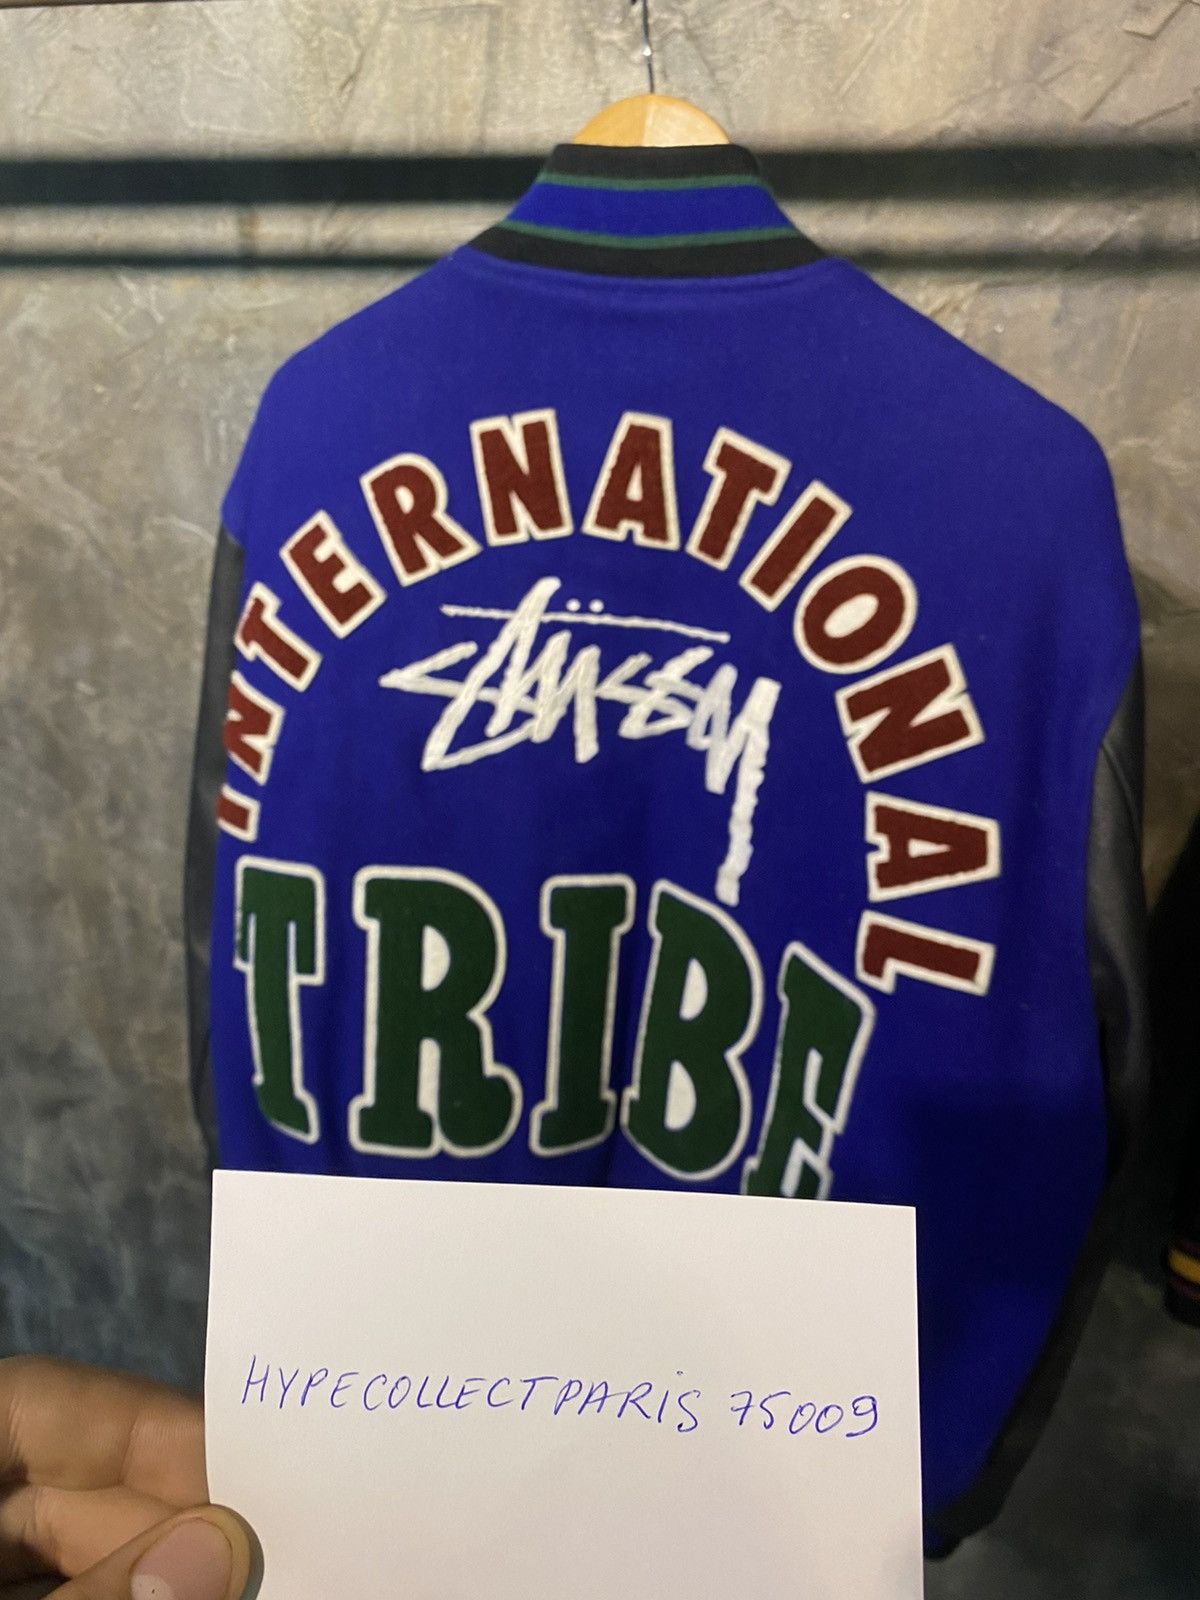 INTERNATIONAL
Stüssy
TRIBE
HYPECOLLECTPARiS 75009